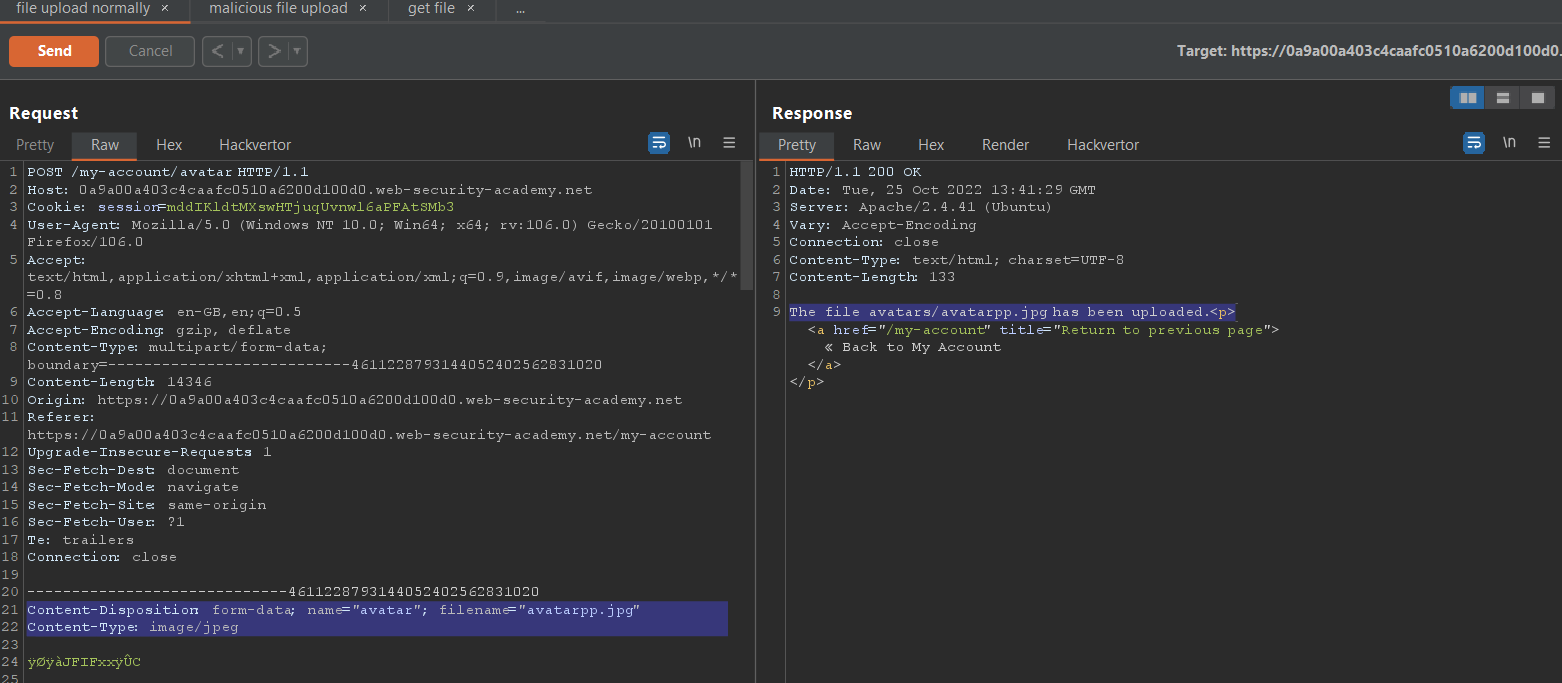 file upload normally ×
malicious file upload ×
get file ×
...
Send
Cancel
< ▼
> ▼
Target: https://0a9a00a403c4caafc0510a6200d100d0.
Request
Pretty
Raw
Hex
Hackvertor
\n
1 POST /my-account/avatar HTTP/1.1
2 Host: 0a9a00a403c4caafc0510a6200d100d0.web-security-academy.net
3 Cookie: session=mddIKldtMXswHTjuqUvnwl6aPFAtSMb3
4 User-Agent: Mozilla/5.0 (Windows NT 10.0; Win64; x64; rv:106.0) Gecko/20100101
Firefox/106.0
5 Accept:
text/html,application/xhtml+xml,application/xml;q=0.9,image/avif,image/webp,*/*
=0.8
6 Accept-Language: en-GB,en;q=0.5
7 Accept-Encoding: gzip, deflate
8 Content-Type: multipart/form-data;
boundary=---------------------------46112287931440524025628​31020
9 Content-Length: 14346
10 Origin: https://0a9a00a403c4caafc0510a6200d100d0.web-security-academy.net
11 Referer:
https://0a9a00a403c4caafc0510a6200d100d0.web-security-academy.net/my-account
12 Upgrade-Insecure-Requests: 1
13 Sec-Fetch-Dest: document
14 Sec-Fetch-Mode: navigate
15 Sec-Fetch-Site: same-origin
16 Sec-Fetch-User: ?1
17 Te: trailers
18 Connection: close
19
20 -----------------------------4611228793144052402562831020
21 Content-Disposition: form-data; name="avatar"; filename="avatarpp.jpg"
22 Content-Type: image/jpeg
23
24 ÿØÿàJFIFxxÿÛC
25
Response
Pretty
Raw
Hex
Render
Hackvertor
\n
1 HTTP/1.1 200 OK
2 Date: Tue, 25 Oct 2022 13:41:29 GMT
3 Server: Apache/2.4.41 (Ubuntu)
4 Vary: Accept-Encoding
5 Connection: close
6 Content-Type: text/html; charset=UTF-8
7 Content-Length: 133
8
9 The file avatars/avatarpp.jpg has been uploaded.<p>
<a href="/my-account" title="Return to previous page">
« Back to My Account
</a>
</p>